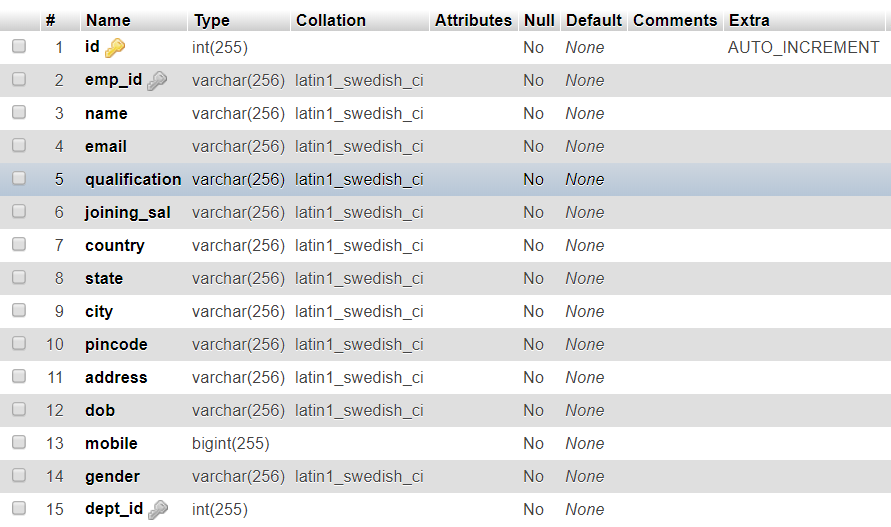 # Name Type Collation Attributes Null Default Comments Extra
1 id int(255) No None AUTO_INCREMENT
2 emp_id varchar(256) latin1_swedish_ci No None
3 name varchar(256) latin1_swedish_ci No None
4 email varchar(256) latin1_swedish_ci No None
5 qualification varchar(256) latin1_swedish_ci No None
6 joining_sal varchar(256) latin1_swedish_ci No None
7 country varchar(256) latin1_swedish_ci No None
8 state varchar(256) latin1_swedish_ci No None
9 city varchar(256) latin1_swedish_ci No None
10 pincode varchar(256) latin1_swedish_ci No None
11 address varchar(256) latin1_swedish_ci No None
12 dob varchar(256) latin1_swedish_ci No None
13 mobile bigint(255) No None
14 gender varchar(256) latin1_swedish_ci No None
15 dept_id int(255) No None